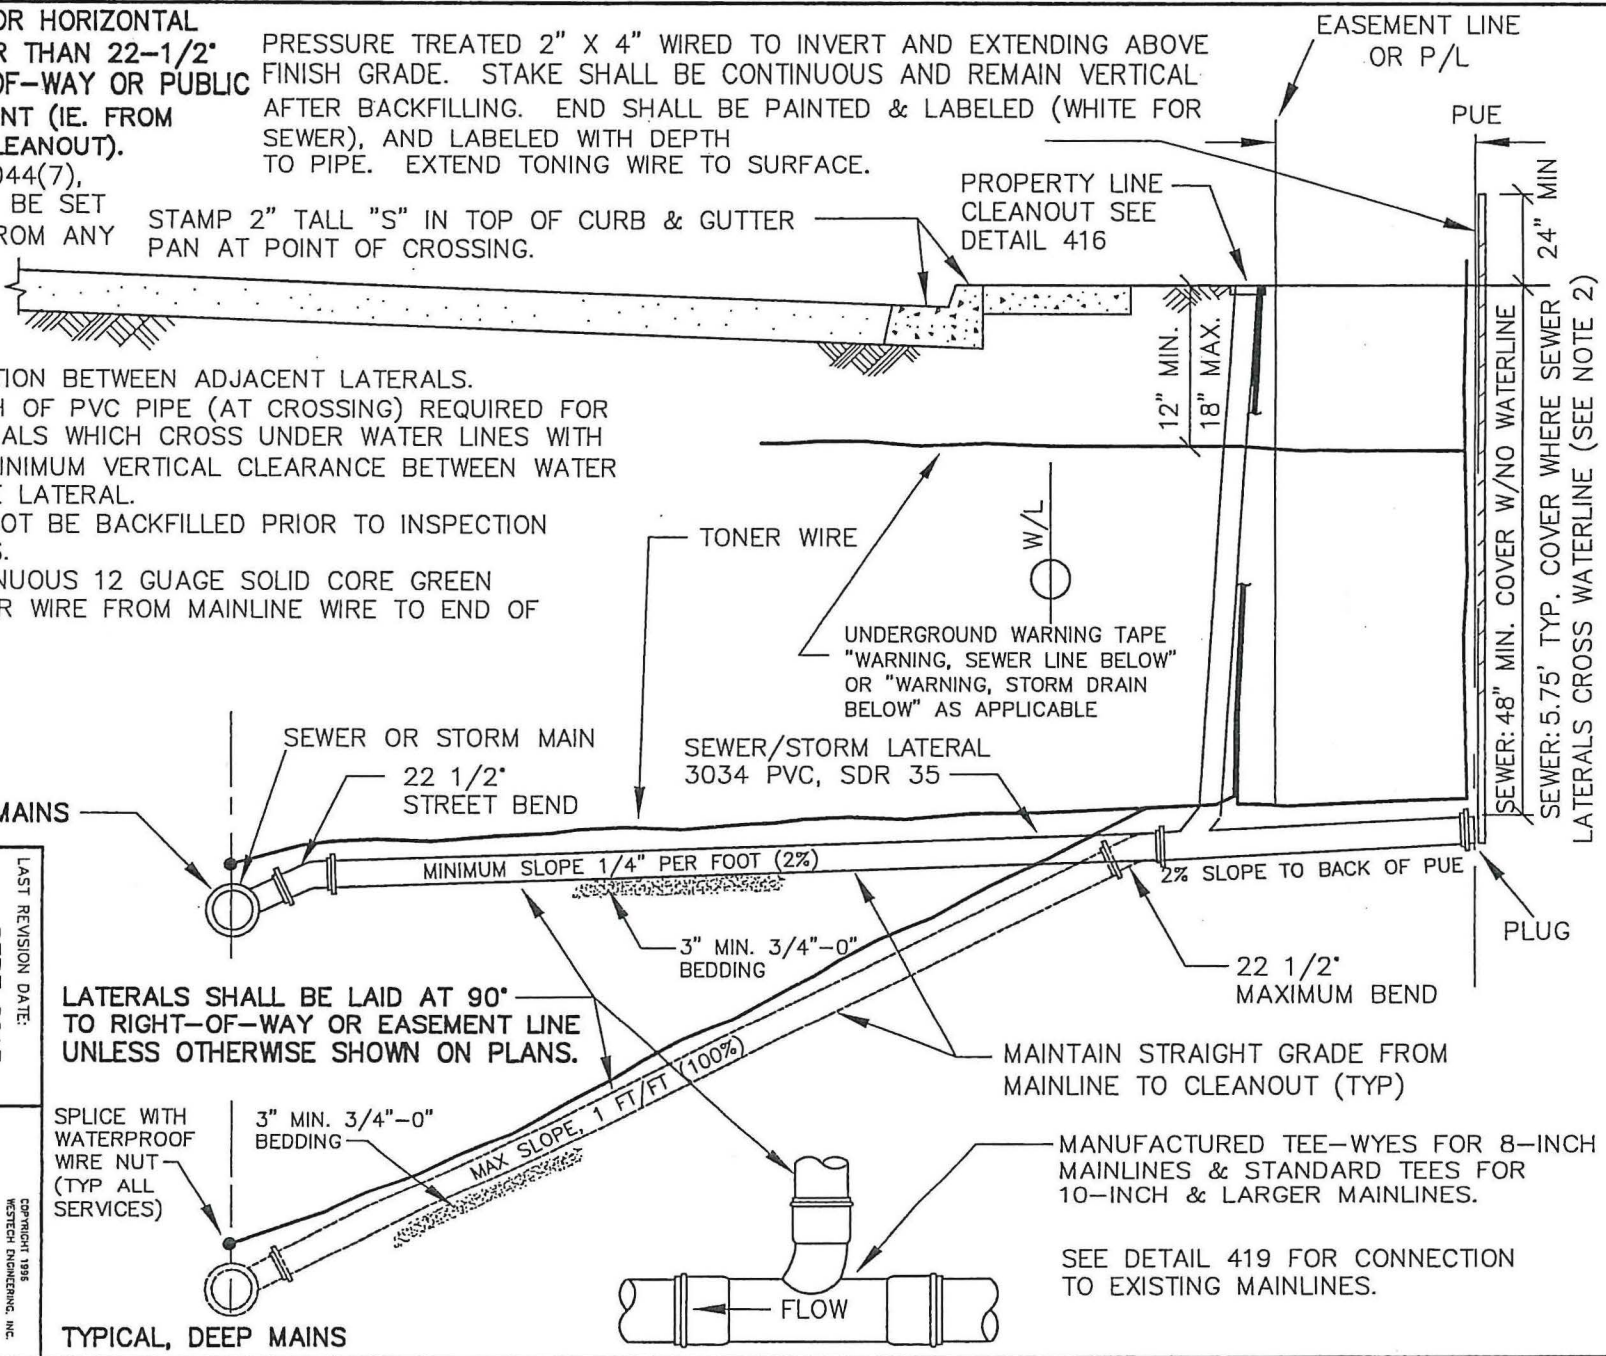 OR HORIZONTAL
R THAN 22-1/2°
OF-WAY OR PUBLIC
NT (IE. FROM
LEANOUT).
044(7),
BE SET
ROM ANY
PRESSURE TREATED 2" X 4" WIRED TO INVERT AND EXTENDING ABOVE
FINISH GRADE. STAKE SHALL BE CONTINUOUS AND REMAIN VERTICAL
AFTER BACKFILLING. END SHALL BE PAINTED & LABELED (WHITE FOR
SEWER), AND LABELED WITH DEPTH
TO PIPE. EXTEND TONING WIRE TO SURFACE.
EASEMENT LINE
OR P/L
PUE
STAMP 2" TALL "S" IN TOP OF CURB & GUTTER
PAN AT POINT OF CROSSING.
PROPERTY LINE
CLEANOUT SEE
DETAIL 416
24" MIN
12" MIN.
18" MAX.
SEWER: 48" MIN. COVER W/NO WATERLINE
SEWER: 5.75' TYP. COVER WHERE SEWER
LATERALS CROSS WATERLINE (SEE NOTE 2)
TION BETWEEN ADJACENT LATERALS.
H OF PVC PIPE (AT CROSSING) REQUIRED FOR
ALS WHICH CROSS UNDER WATER LINES WITH
INIMUM VERTICAL CLEARANCE BETWEEN WATER
E LATERAL.
OT BE BACKFILLED PRIOR TO INSPECTION
S.
NUOUS 12 GUAGE SOLID CORE GREEN
R WIRE FROM MAINLINE WIRE TO END OF
TONER WIRE
W/L
UNDERGROUND WARNING TAPE
"WARNING, SEWER LINE BELOW"
OR "WARNING, STORM DRAIN
BELOW" AS APPLICABLE
SEWER OR STORM MAIN
22 1/2°
STREET BEND
SEWER/STORM LATERAL
3034 PVC, SDR 35
MAINS
MINIMUM SLOPE 1/4" PER FOOT (2%)
2% SLOPE TO BACK OF PUE
PLUG
3" MIN. 3/4"-0"
BEDDING
22 1/2°
MAXIMUM BEND
LATERALS SHALL BE LAID AT 90°
TO RIGHT-OF-WAY OR EASEMENT LINE
UNLESS OTHERWISE SHOWN ON PLANS.
MAINTAIN STRAIGHT GRADE FROM
MAINLINE TO CLEANOUT (TYP)
LAST REVISION DATE:
SPLICE WITH
WATERPROOF
WIRE NUT
(TYP ALL
SERVICES)
3" MIN. 3/4"-0"
BEDDING
MAX SLOPE, 1 FT/FT (100%)
MANUFACTURED TEE-WYES FOR 8-INCH
MAINLINES & STANDARD TEES FOR
10-INCH & LARGER MAINLINES.
SEE DETAIL 419 FOR CONNECTION
TO EXISTING MAINLINES.
FLOW
COPYRIGHT 1996
WESTECH ENGINEERING, INC.
TYPICAL, DEEP MAINS